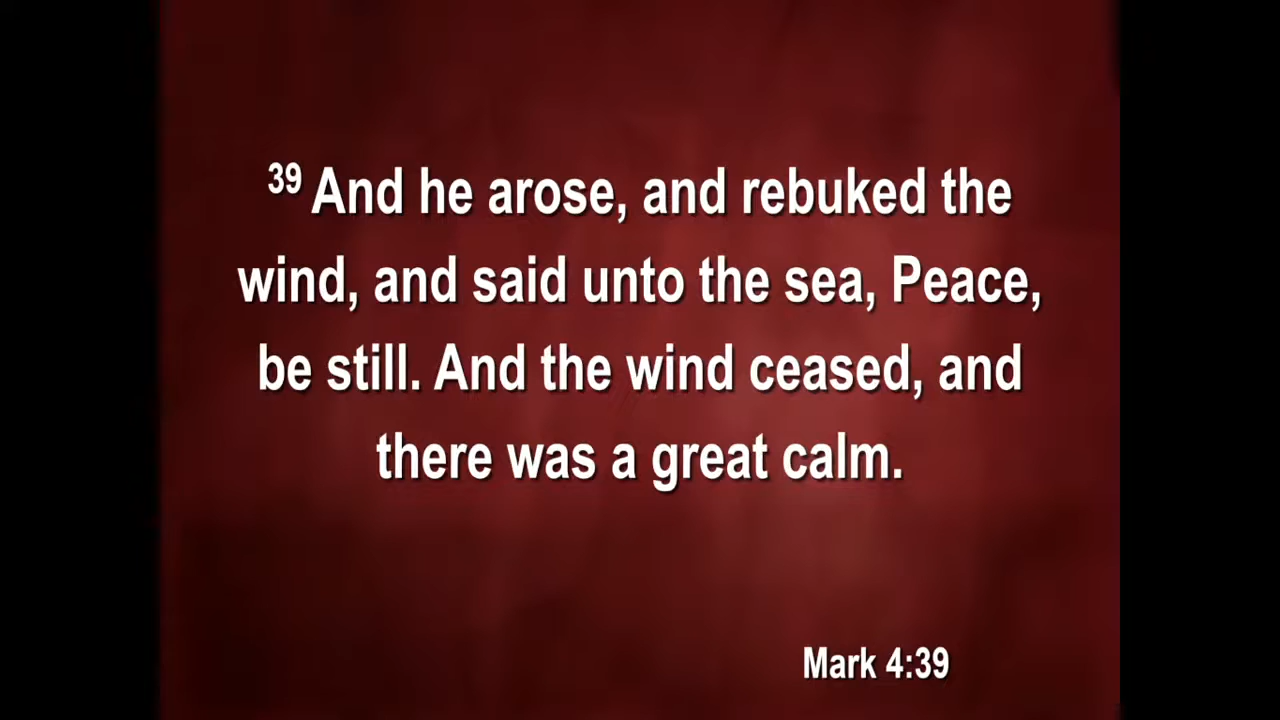 39 And he arose, and rebuked the
wind, and said unto the sea, Peace,
be still. And the wind ceased, and
there was a great calm.
Mark 4:39